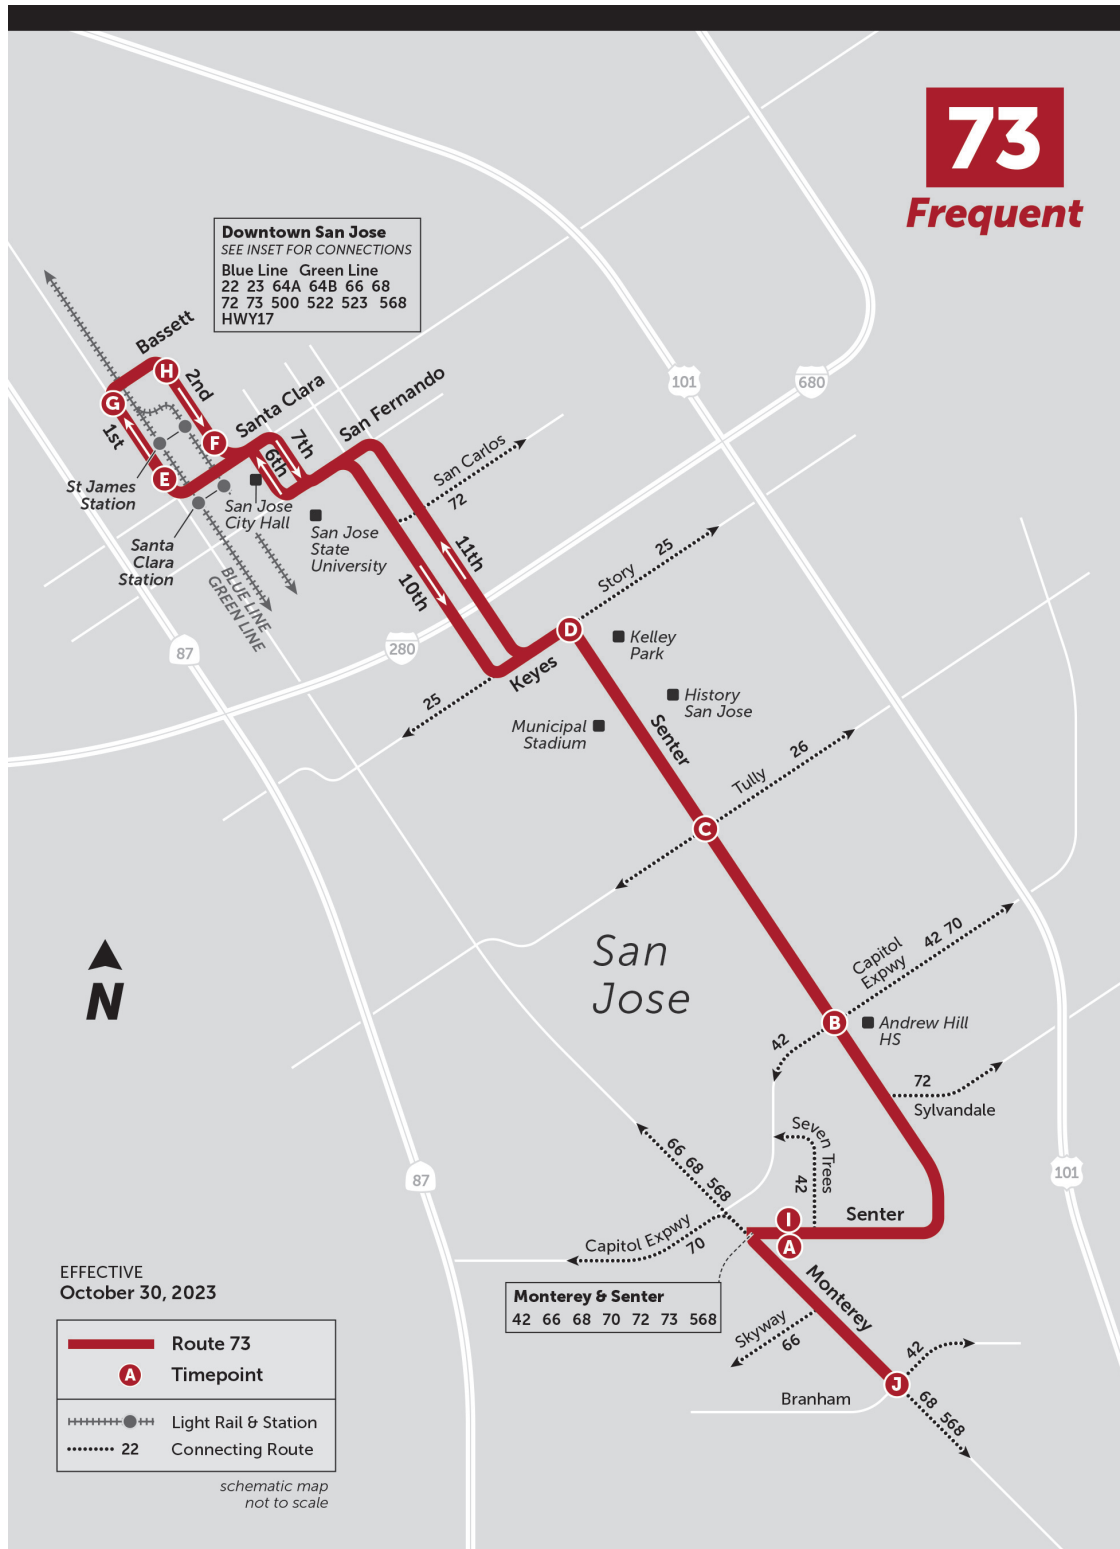 73
Frequent
Downtown San Jose
SEE INSET FOR CONNECTIONS
Blue Line Green Line
22 23 64A 64B 66 68
72 73 500 522 523 568
HWY17
Bassett
H
2nd
G
1st
F
E
Santa Clara
7th
6th
San Fernando
St James
Station
Santa
Clara
Station
San Jose
City Hall
San Jose
State
University
BLUE LINE
GREEN LINE
San Carlos
72
11th
10th
101
680
87
280
Story
25
D
Keyes
25
Kelley
Park
History
San Jose
Municipal
Stadium
Senter
Tully
26
C
San
Jose
N
Capitol
Expwy
42 70
B
Andrew Hill
HS
42
72
Sylvandale
Seven Trees
42
66 68 568
87
101
I
A
Senter
Capitol Expwy
70
Monterey & Senter
42 66 68 70 72 73 568
Monterey
Skyway
66
42
J
Branham
68 568
EFFECTIVE
October 30, 2023
Route 73
A Timepoint
Light Rail & Station
22 Connecting Route
schematic map
not to scale